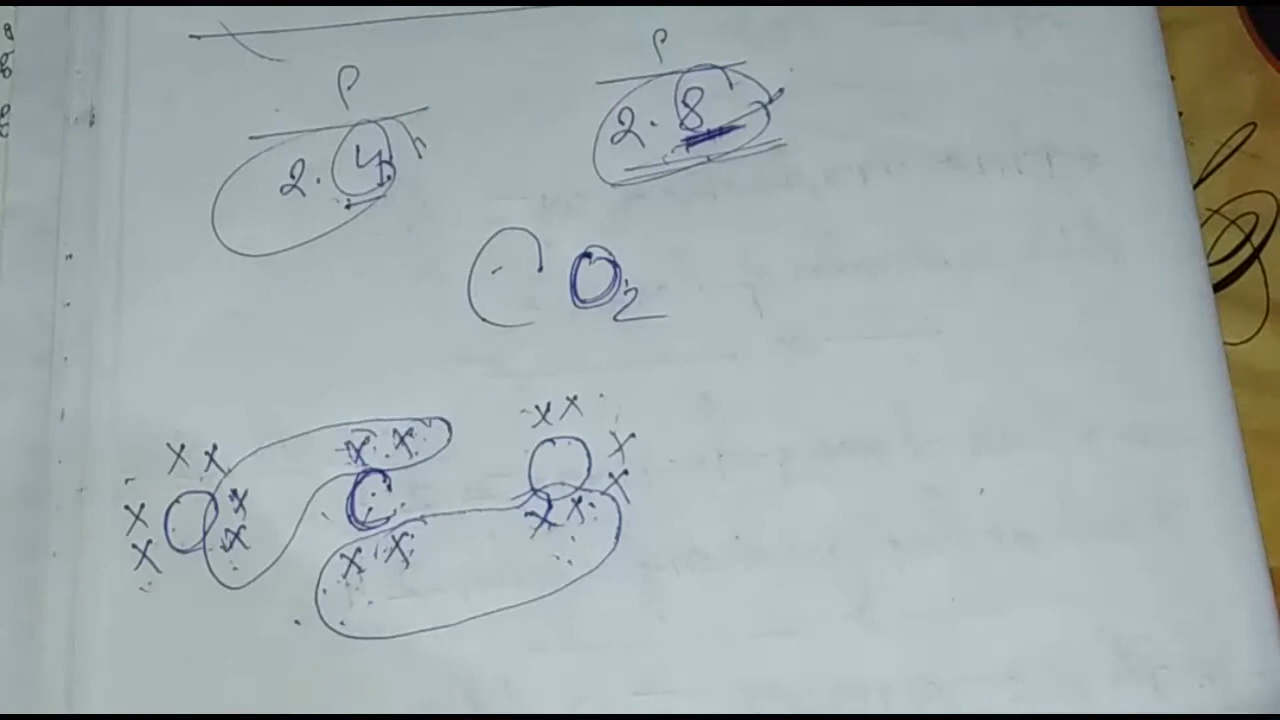 P P
2. 4 2. 8
CO₂
x x x x x x
x O x C O x
x x x x x x x